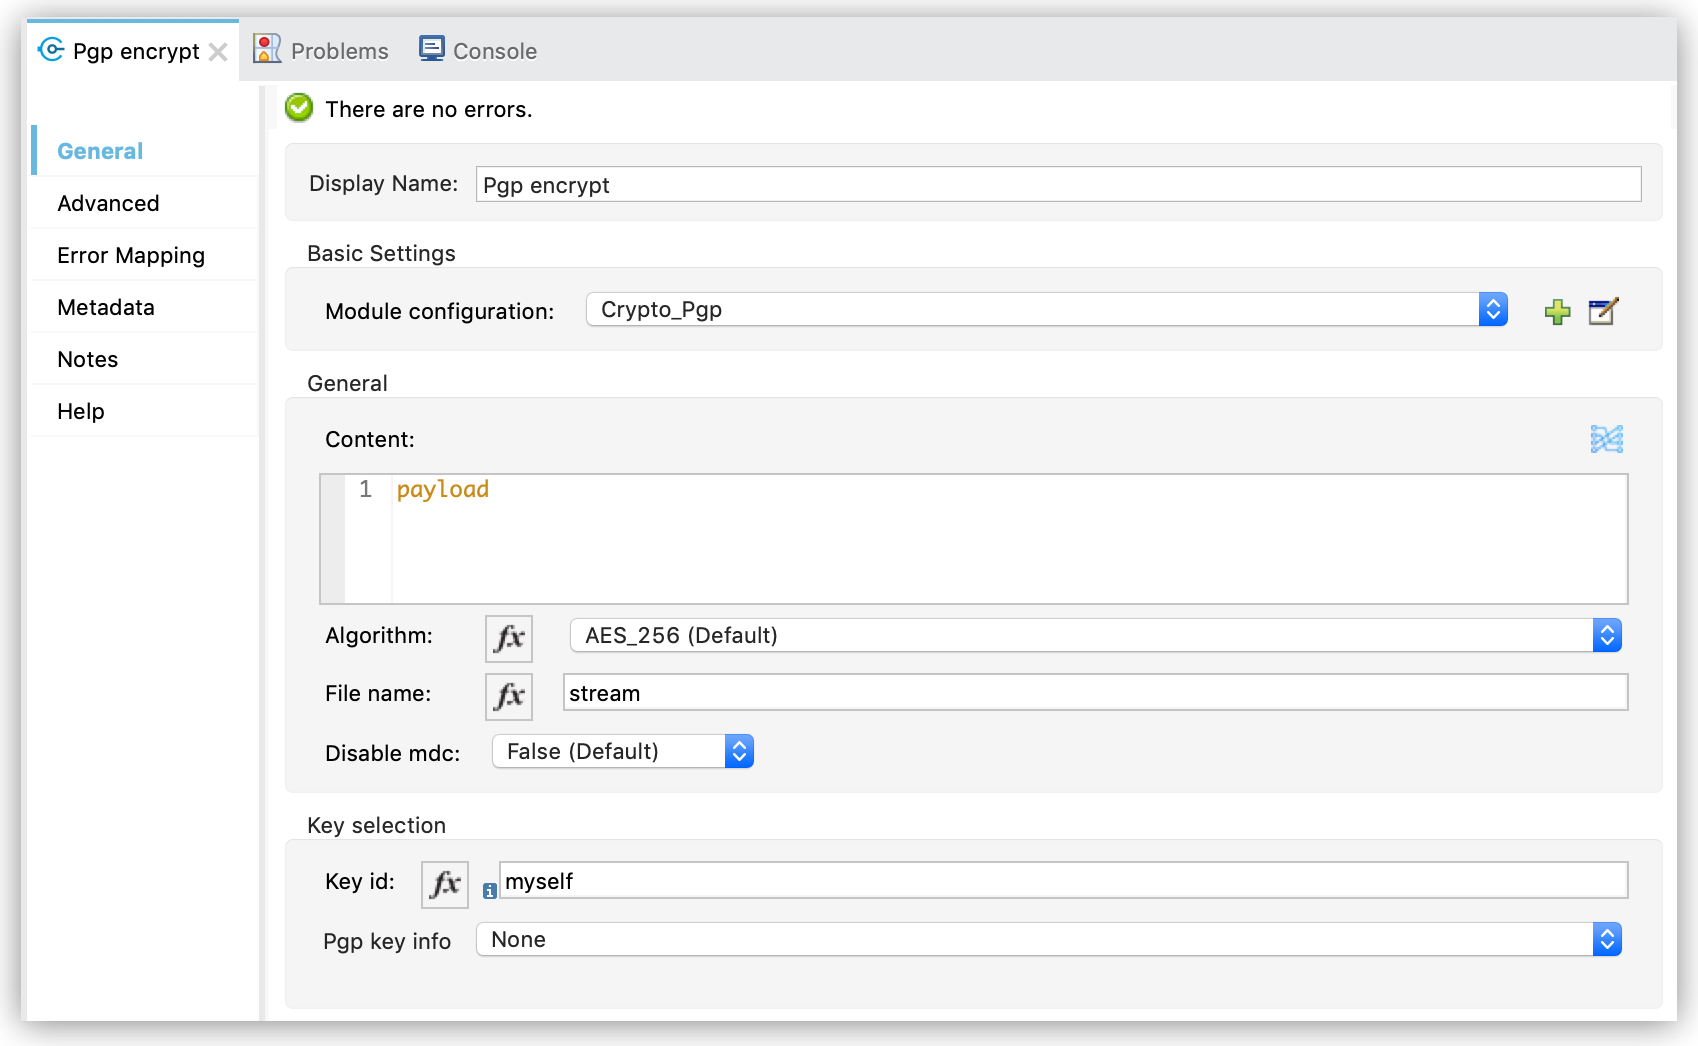 Pgp encrypt
Problems
Console
There are no errors.
General
Advanced
Error Mapping
Metadata
Notes
Help
Display Name: Pgp encrypt
Basic Settings
Module configuration: Crypto_Pgp
General
Content:
1 payload
Algorithm: fx AES_256 (Default)
File name: fx stream
Disable mdc: False (Default)
Key selection
Key id: fx i myself
Pgp key info None